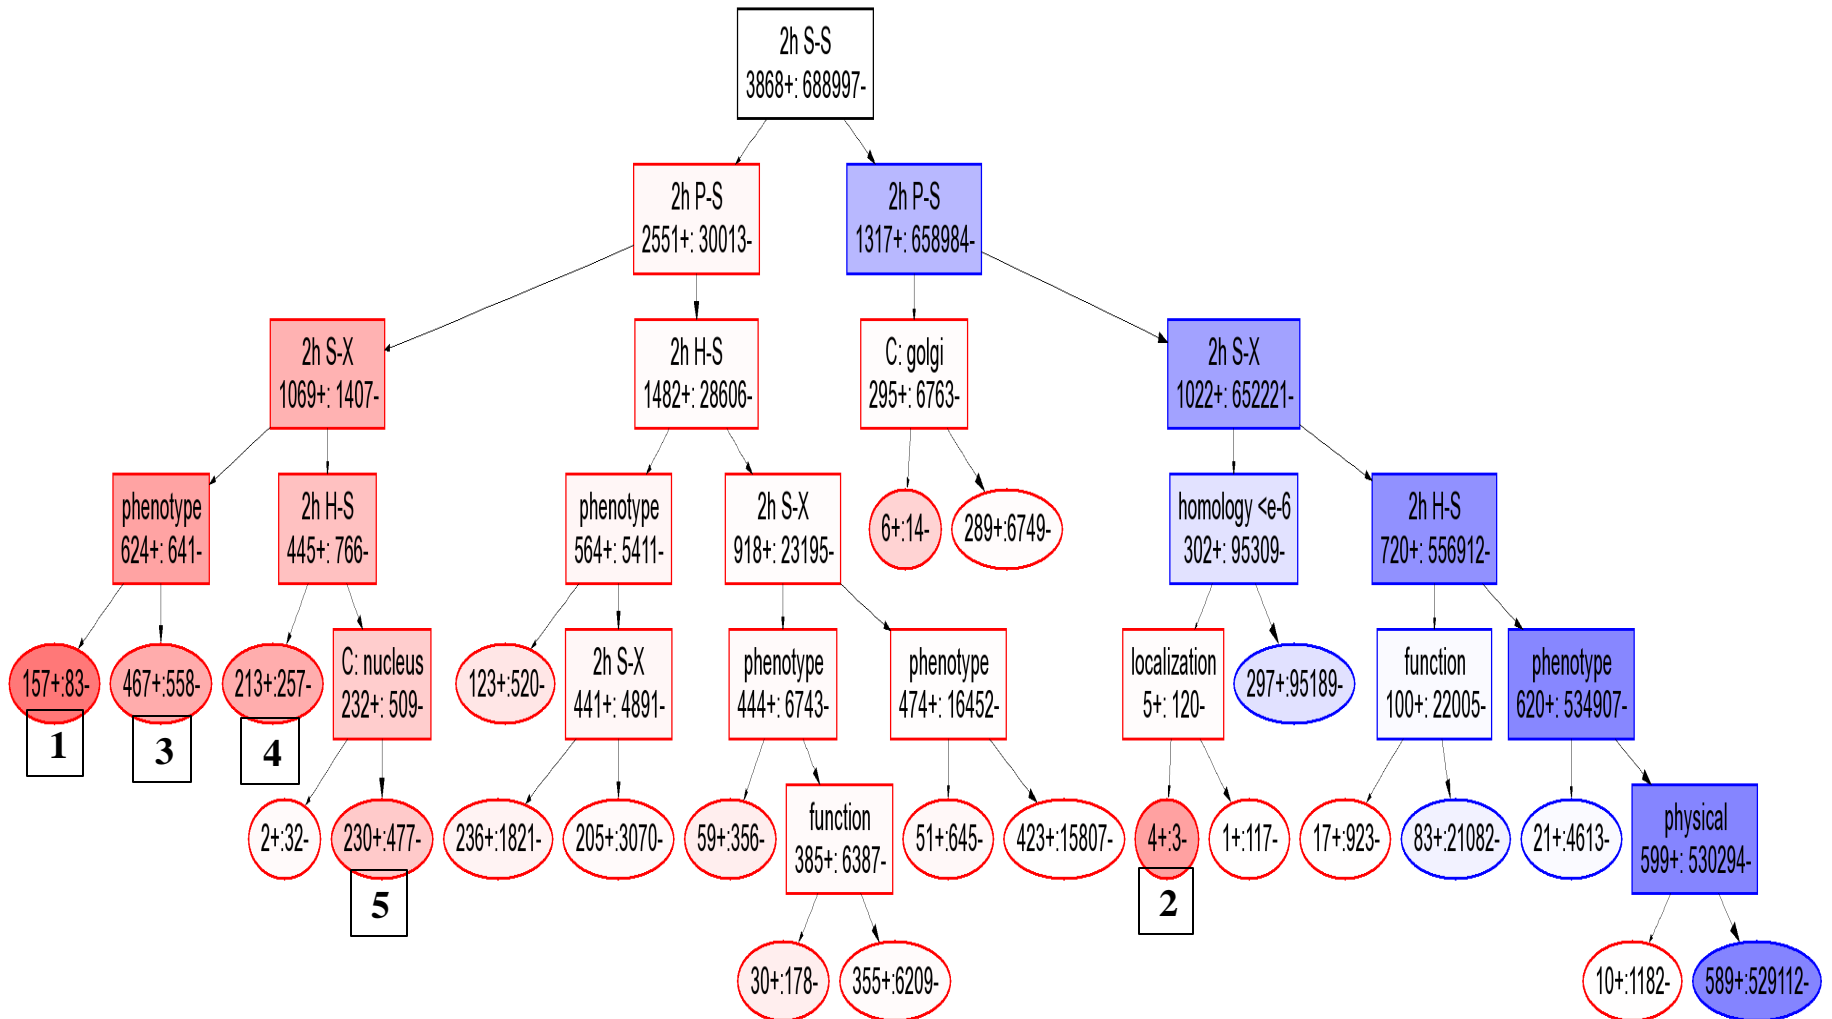 2h S-S
3868+: 688997-
2h P-S
2551+: 30013-
2h P-S
1317+: 658984-
2h S-X
1069+: 1407-
2h H-S
1482+: 28606-
C: golgi
295+: 6763-
2h S-X
1022+: 652221-
phenotype
624+: 641-
2h H-S
445+: 766-
phenotype
564+: 5411-
2h S-X
918+: 23195-
6+:14-
289+:6749-
homology <e-6
302+: 95309-
2h H-S
720+: 556912-
157+:83-
467+:558-
213+:257-
C: nucleus
232+: 509-
123+:520-
2h S-X
441+: 4891-
phenotype
444+: 6743-
phenotype
474+: 16452-
localization
5+: 120-
297+:95189-
function
100+: 22005-
phenotype
620+: 534907-
1
3
4
2+:32-
230+:477-
236+:1821-
205+:3070-
59+:356-
function
385+: 6387-
51+:645-
423+:15807-
4+:3-
1+:117-
17+:923-
83+:21082-
21+:4613-
physical
599+: 530294-
5
2
30+:178-
355+:6209-
10+:1182-
589+:529112-